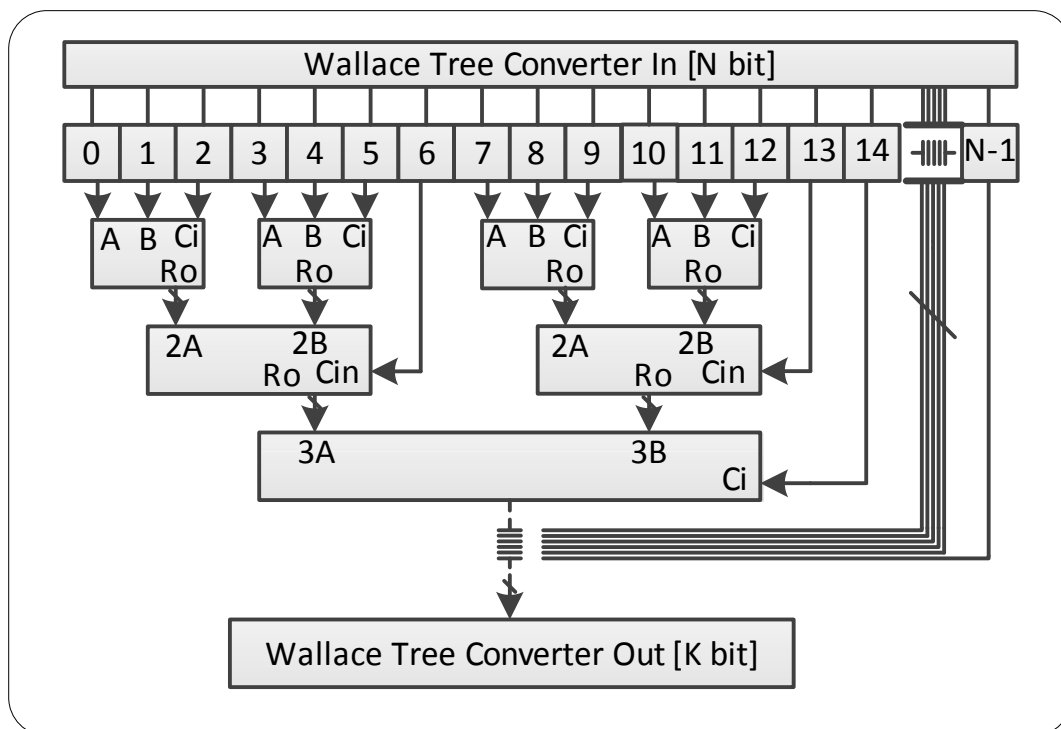 Wallace Tree Converter In [N bit]
0 1 2 3 4 5 6 7 8 9 10 11 12 13 14 N-1
A B Ci A B Ci A B Ci A B Ci
Ro Ro Ro Ro
2A 2B 2A 2B
Ro Cin Ro Cin
3A 3B
Ci
Wallace Tree Converter Out [K bit]